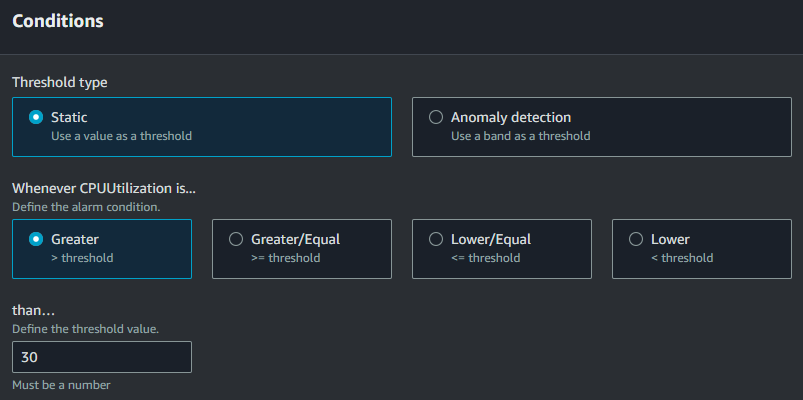 Conditions
Threshold type
Static
Use a value as a threshold
Anomaly detection
Use a band as a threshold
Whenever CPUUtilization is...
Define the alarm condition.
Greater
> threshold
Greater/Equal
>= threshold
Lower/Equal
<= threshold
Lower
< threshold
than…
Define the threshold value.
30
Must be a number